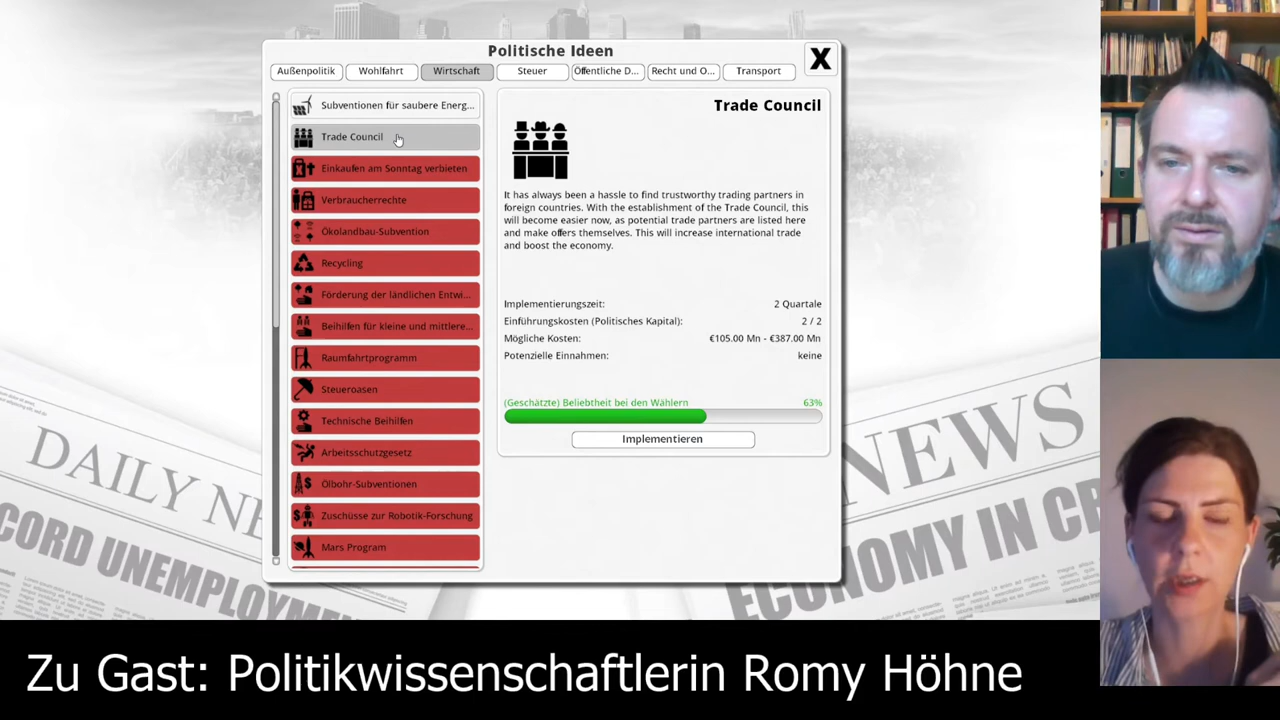 Politische Ideen
X
Außenpolitik
Wohlfahrt
Wirtschaft
Steuer
Öffentliche D...
Recht und O...
Transport
Subventionen für saubere Energ...
Trade Council
Einkaufen am Sonntag verbieten
Verbraucherrechte
Ökolandbau-Subvention
Recycling
Förderung der ländlichen Entwi...
Beihilfen für kleine und mittlere...
Raumfahrtprogramm
Steueroasen
Technische Beihilfen
Arbeitsschutzgesetz
Ölbohr-Subventionen
Zuschüsse zur Robotik-Forschung
Mars Program
Trade Council
It has always been a hassle to find trustworthy trading partners in
foreign countries. With the establishment of the Trade Council, this
will become easier now, as potential trade partners are listed here
and make offers themselves. This will increase international trade
and boost the economy.
Implementierungszeit: 2 Quartale
Einführungskosten (Politisches Kapital): 2 / 2
Mögliche Kosten: €105.00 Mn - €387.00 Mn
Potenzielle Einnahmen: keine
(Geschätzte) Beliebtheit bei den Wählern 63%
Implementieren
DAILY NE
CORD UNEMPLOYME
NEWS
ECONOMY IN CR
Zu Gast: Politikwissenschaftlerin Romy Höhne